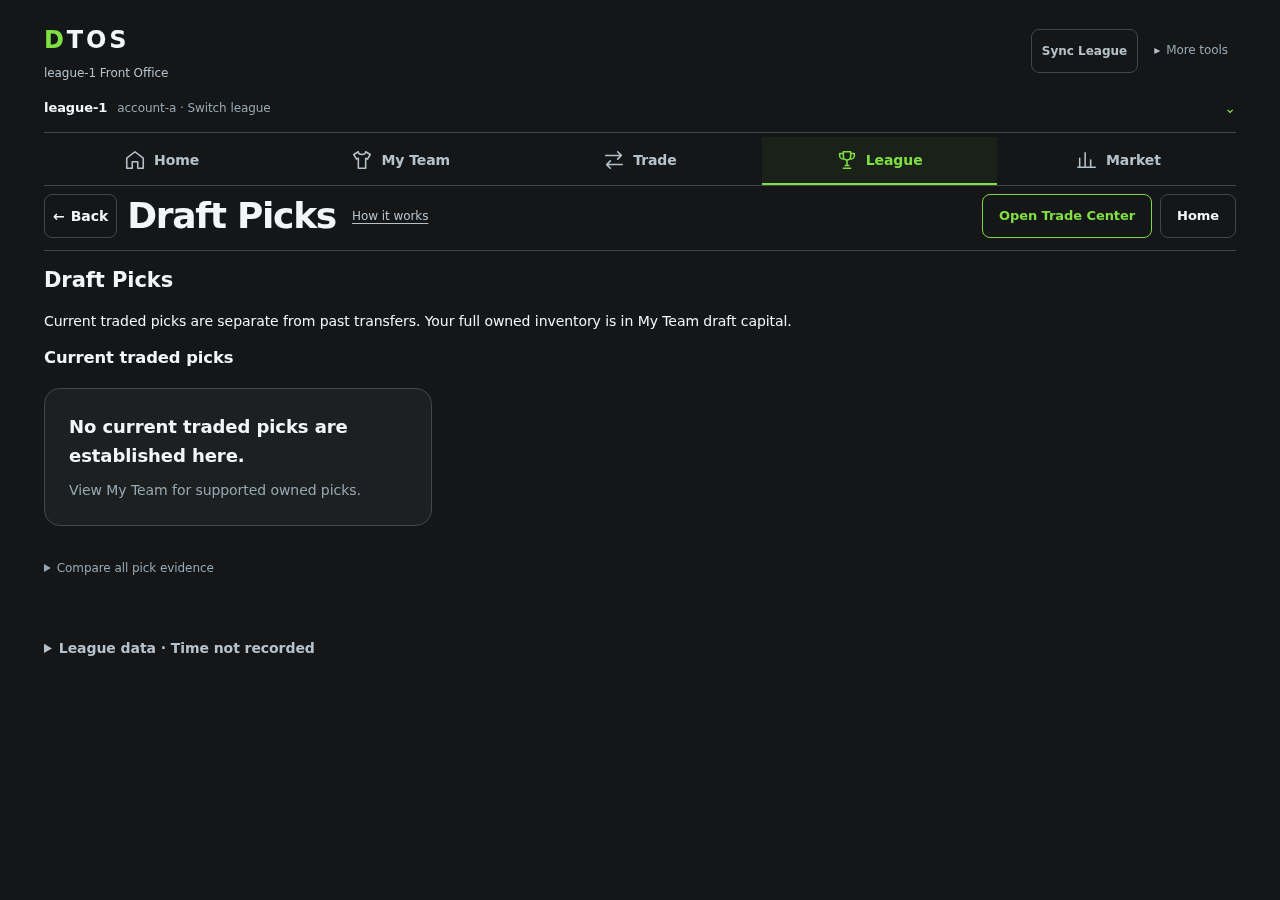 DTOS
league-1 Front Office
Sync League
▸ More tools
league-1 account-a · Switch league
Home
My Team
Trade
League
Market
← Back
Draft Picks
How it works
Open Trade Center
Home
Draft Picks
Current traded picks are separate from past transfers. Your full owned inventory is in My Team draft capital.
Current traded picks
No current traded picks are
established here.
View My Team for supported owned picks.
▸ Compare all pick evidence
▸ League data · Time not recorded